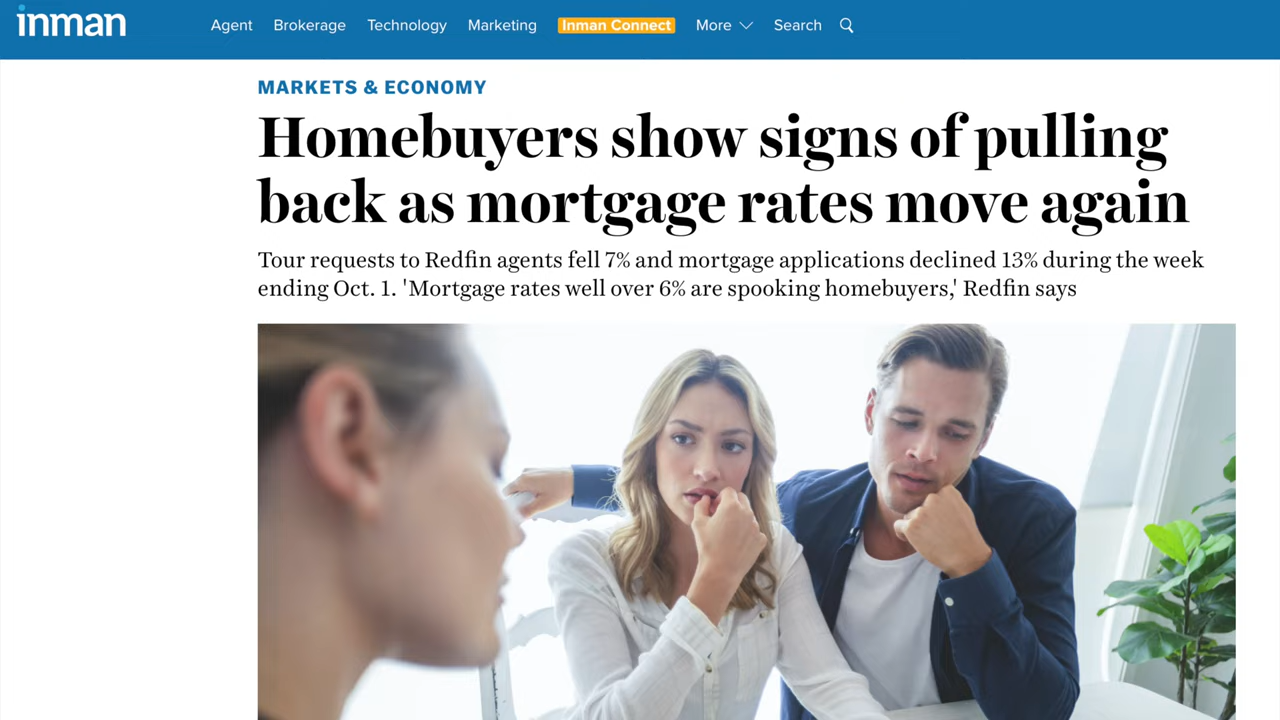 inman
Agent Brokerage Technology Marketing Inman Connect More Search
MARKETS & ECONOMY
Homebuyers show signs of pulling
back as mortgage rates move again
Tour requests to Redfin agents fell 7% and mortgage applications declined 13% during the week
ending Oct. 1. 'Mortgage rates well over 6% are spooking homebuyers,' Redfin says